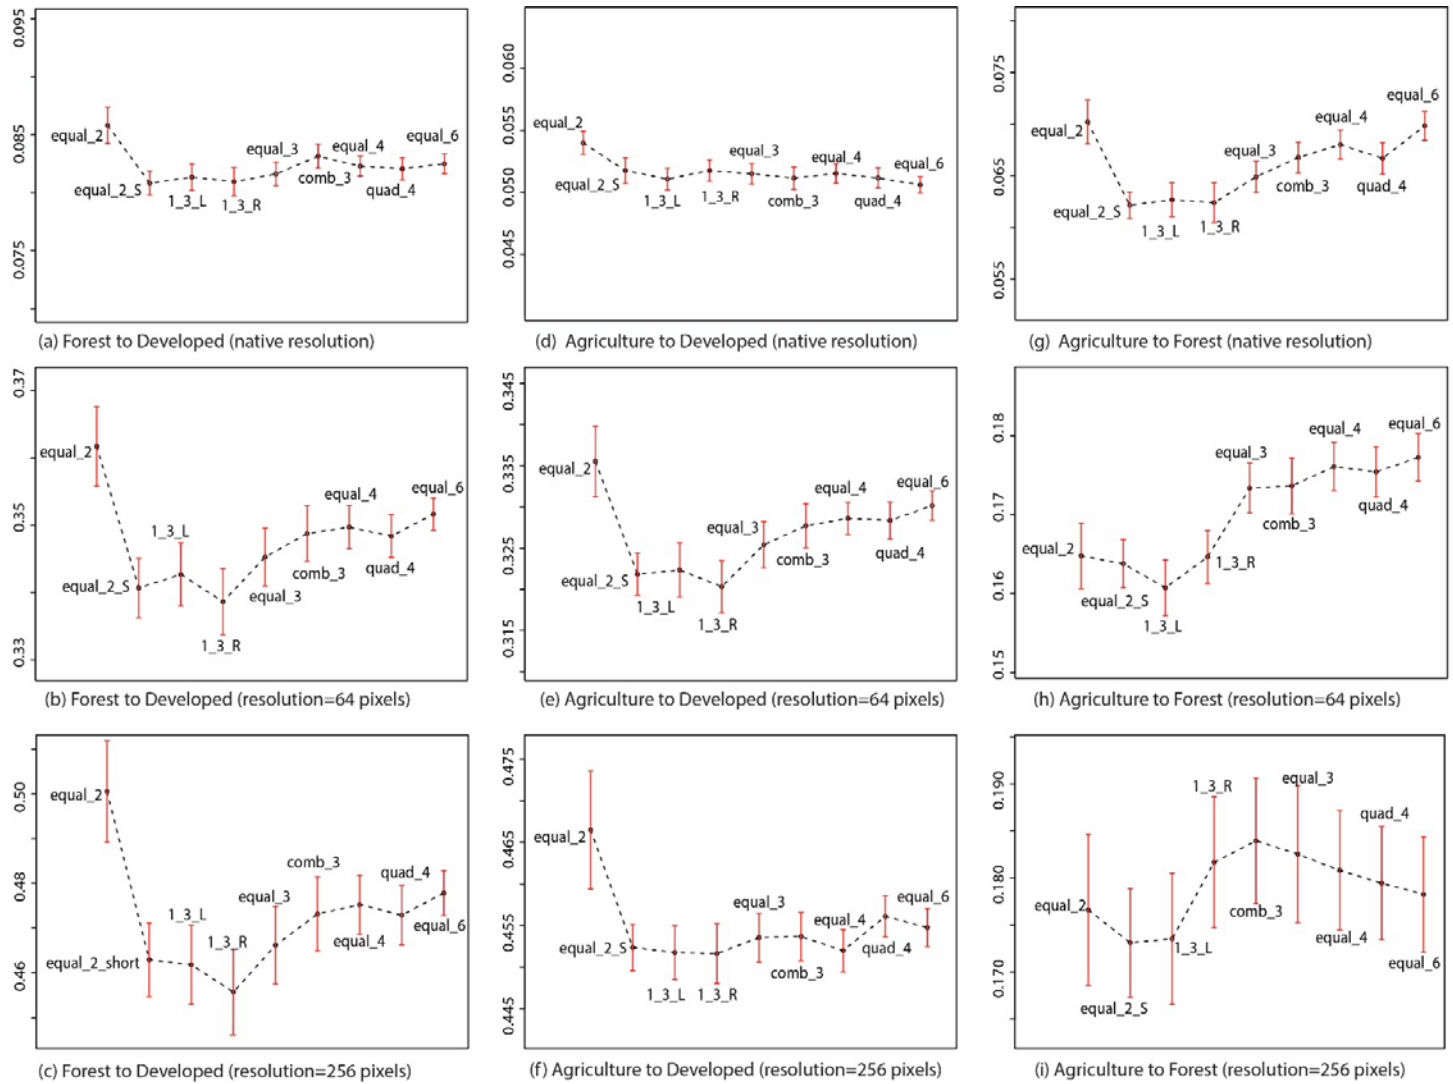 0.095
0.085
0.075
equal_2
equal_2_S
1_3_L
1_3_R
equal_3
comb_3
equal_4
quad_4
equal_6
(a) Forest to Developed (native resolution)
0.060
0.055
0.050
0.045
equal_2
equal_2_S
1_3_L
1_3_R
equal_3
comb_3
equal_4
quad_4
equal_6
(d) Agriculture to Developed (native resolution)
0.075
0.065
0.055
equal_2
equal_2_S
1_3_L
1_3_R
equal_3
comb_3
equal_4
quad_4
equal_6
(g) Agriculture to Forest (native resolution)
0.37
0.35
0.33
equal_2
equal_2_S
1_3_L
1_3_R
equal_3
comb_3
equal_4
quad_4
equal_6
(b) Forest to Developed (resolution=64 pixels)
0.345
0.335
0.325
0.315
equal_2
equal_2_S
1_3_L
1_3_R
equal_3
comb_3
equal_4
quad_4
equal_6
(e) Agriculture to Developed (resolution=64 pixels)
0.18
0.17
0.16
0.15
equal_2
equal_2_S
1_3_L
1_3_R
equal_3
comb_3
equal_4
quad_4
equal_6
(h) Agriculture to Forest (resolution=64 pixels)
0.50
0.48
0.46
equal_2
equal_2_short
1_3_L
1_3_R
equal_3
comb_3
equal_4
quad_4
equal_6
(c) Forest to Developed (resolution=256 pixels)
0.475
0.465
0.455
0.445
equal_2
equal_2_S
1_3_L
1_3_R
equal_3
comb_3
equal_4
quad_4
equal_6
(f) Agriculture to Developed (resolution=256 pixels)
0.190
0.180
0.170
equal_2
equal_2_S
1_3_L
1_3_R
comb_3
equal_3
equal_4
quad_4
equal_6
(i) Agriculture to Forest (resolution=256 pixels)